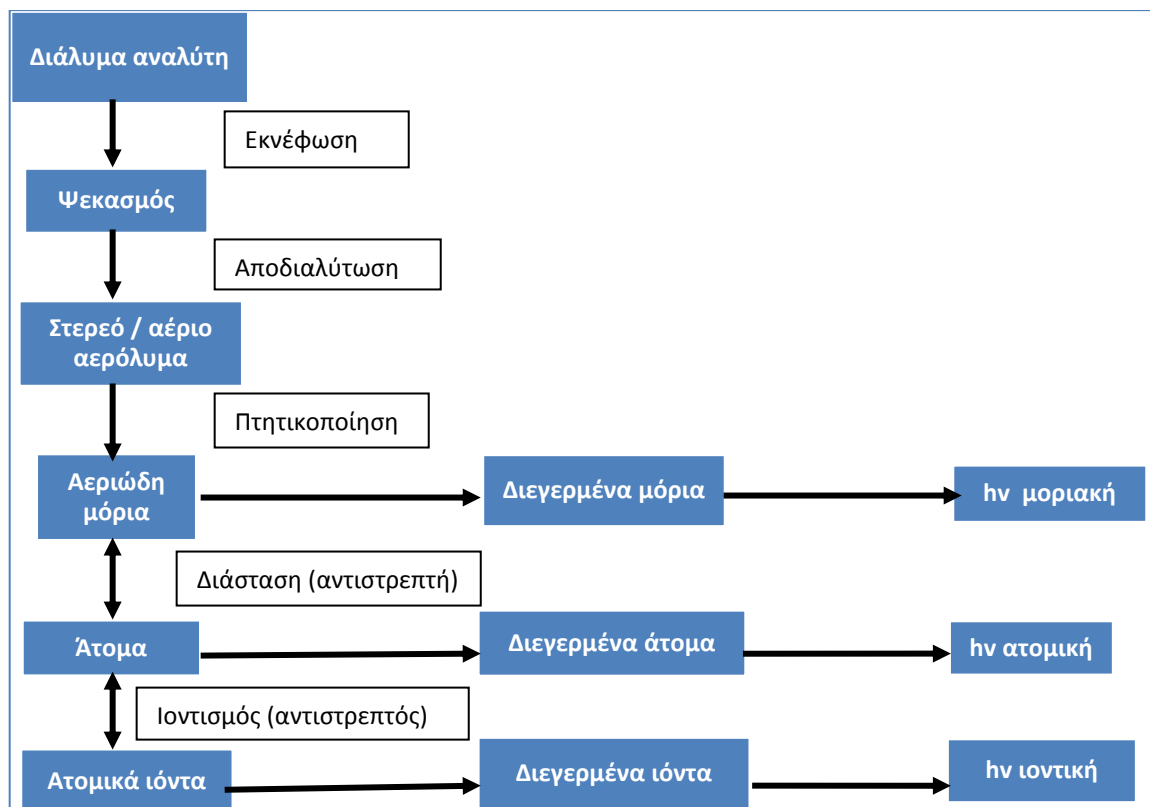 Διάλυμα αναλύτη
Εκνέφωση
Ψεκασμός
Αποδιαλύτωση
Στερεό / αέριο
αερόλυμα
Πτητικοποίηση
Αεριώδη
μόρια
Διεγερμένα μόρια
hν μοριακή
Διάσταση (αντιστρεπτή)
Άτομα
Διεγερμένα άτομα
hν ατομική
Ιοντισμός (αντιστρεπτός)
Ατομικά ιόντα
Διεγερμένα ιόντα
hν ιοντική